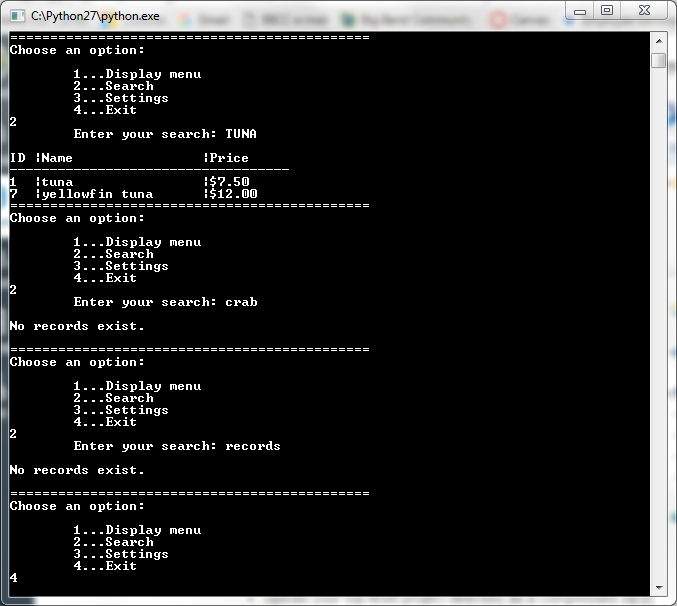 C:\Python27\python.exe
=============================================
Choose an option:
        1...Display menu
        2...Search
        3...Settings
        4...Exit
2
        Enter your search: TUNA
ID ¦Name                ¦Price
-----------------------------------
1  ¦tuna                ¦$7.50
7  ¦yellowfin tuna      ¦$12.00
=============================================
Choose an option:
        1...Display menu
        2...Search
        3...Settings
        4...Exit
2
        Enter your search: crab
No records exist.
=============================================
Choose an option:
        1...Display menu
        2...Search
        3...Settings
        4...Exit
2
        Enter your search: records
No records exist.
=============================================
Choose an option:
        1...Display menu
        2...Search
        3...Settings
        4...Exit
4